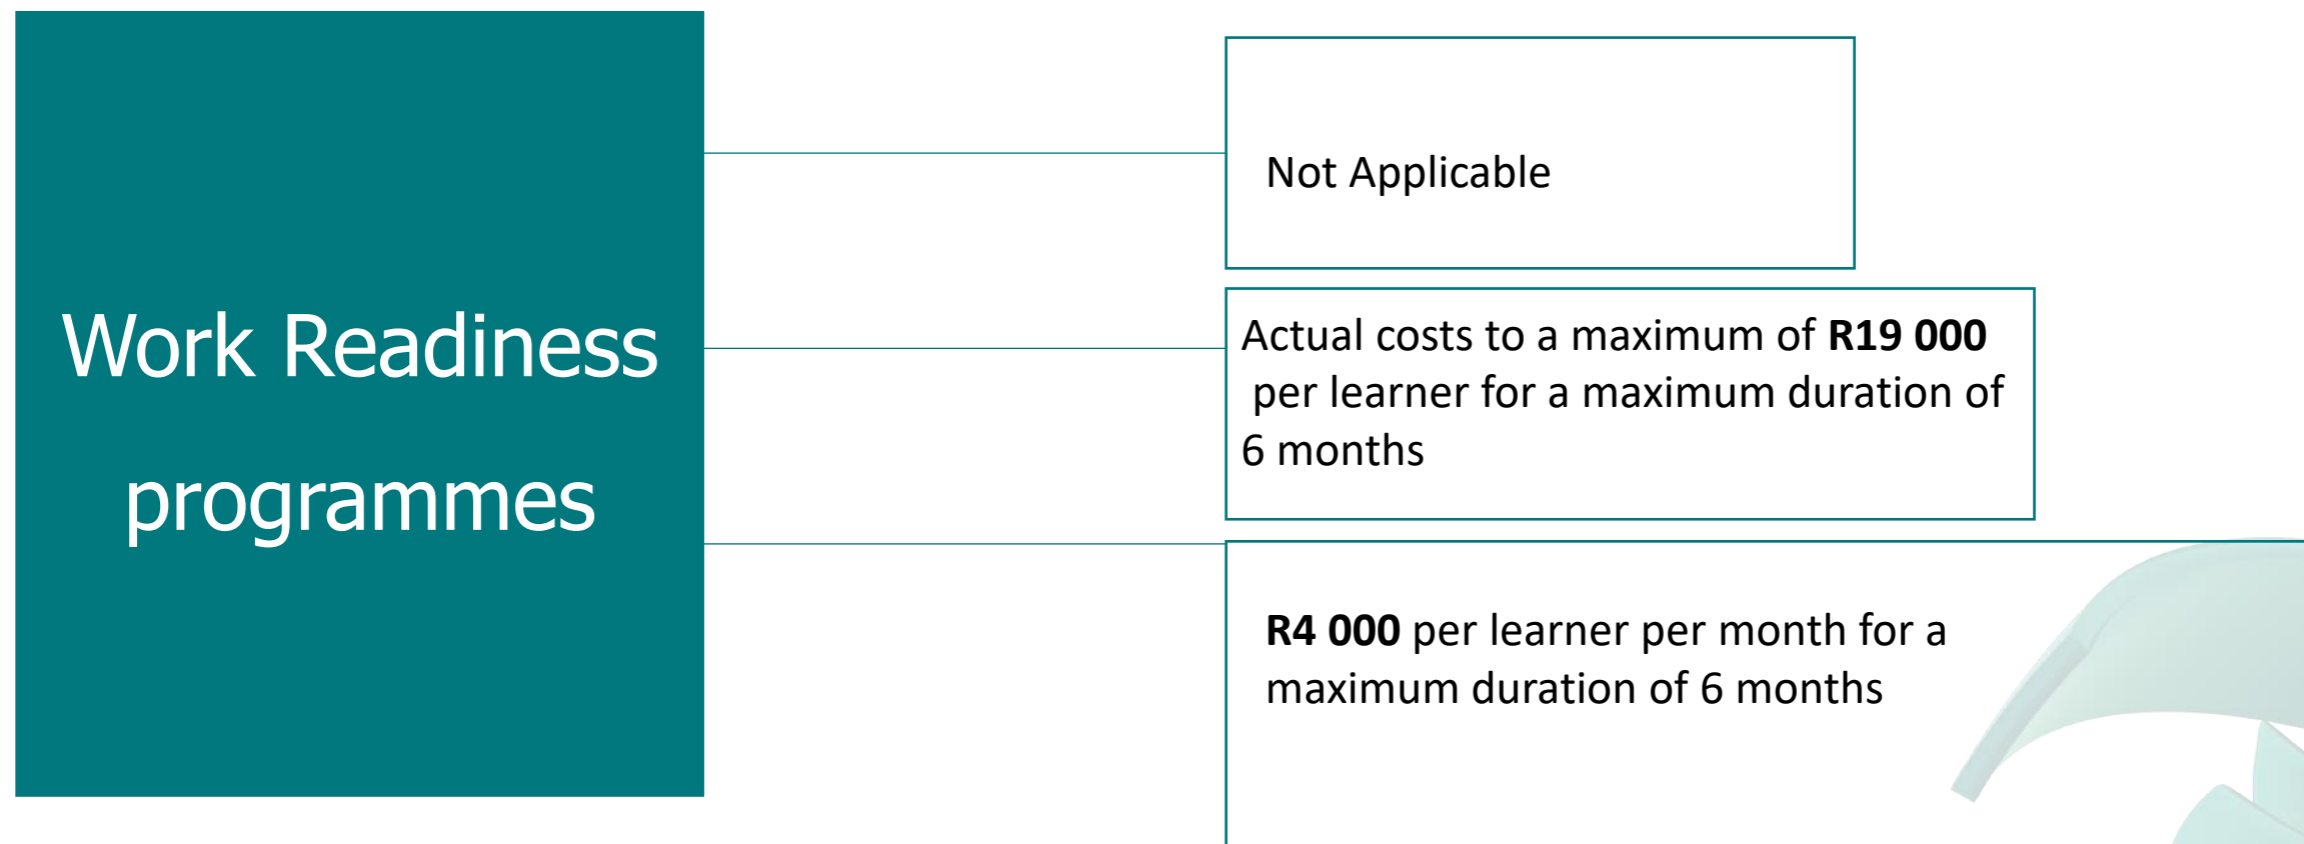 Work Readiness
programmes
Not Applicable
Actual costs to a maximum of R19 000
per learner for a maximum duration of
6 months
R4 000 per learner per month for a
maximum duration of 6 months